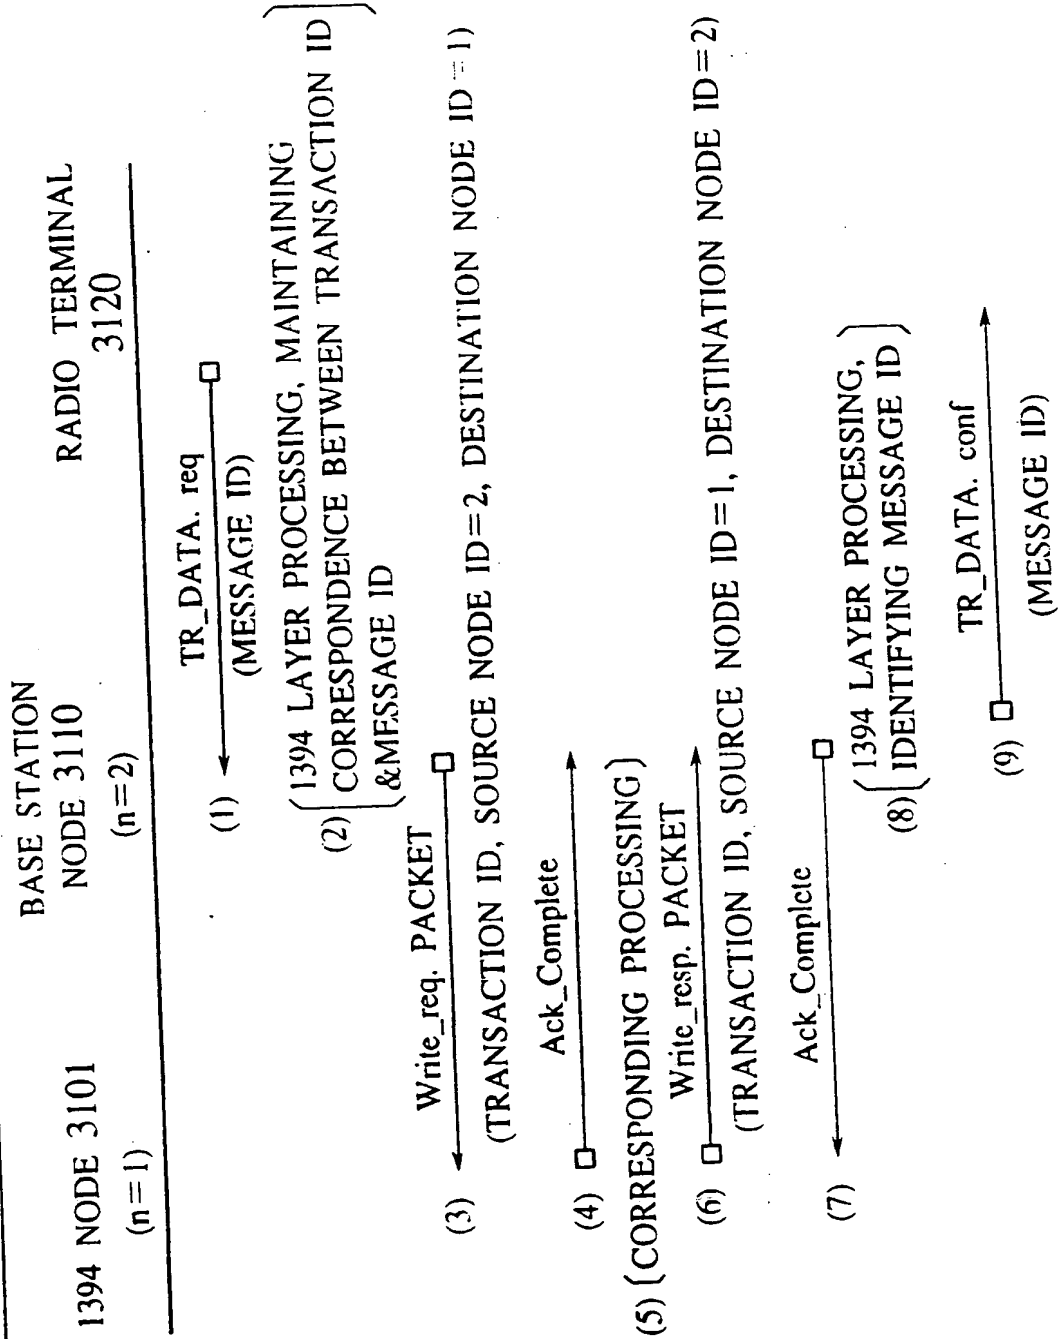 1394 NODE 3101
(n=1)
BASE STATION
NODE 3110
(n=2)
RADIO TERMINAL
3120
(1)
TR_DATA. req
(MESSAGE ID)
(2)
1394 LAYER PROCESSING, MAINTAINING
CORRESPONDENCE BETWEEN TRANSACTION ID
&MESSAGE ID
(3)
Write_req. PACKET
(TRANSACTION ID, SOURCE NODE ID=2, DESTINATION NODE ID=1)
(4)
Ack_Complete
(5) (CORRESPONDING PROCESSING)
(6)
Write_resp. PACKET
(TRANSACTION ID, SOURCE NODE ID=1, DESTINATION NODE ID=2)
(7)
Ack_Complete
(8)
1394 LAYER PROCESSING,
IDENTIFYING MESSAGE ID
(9)
TR_DATA. conf
(MESSAGE ID)